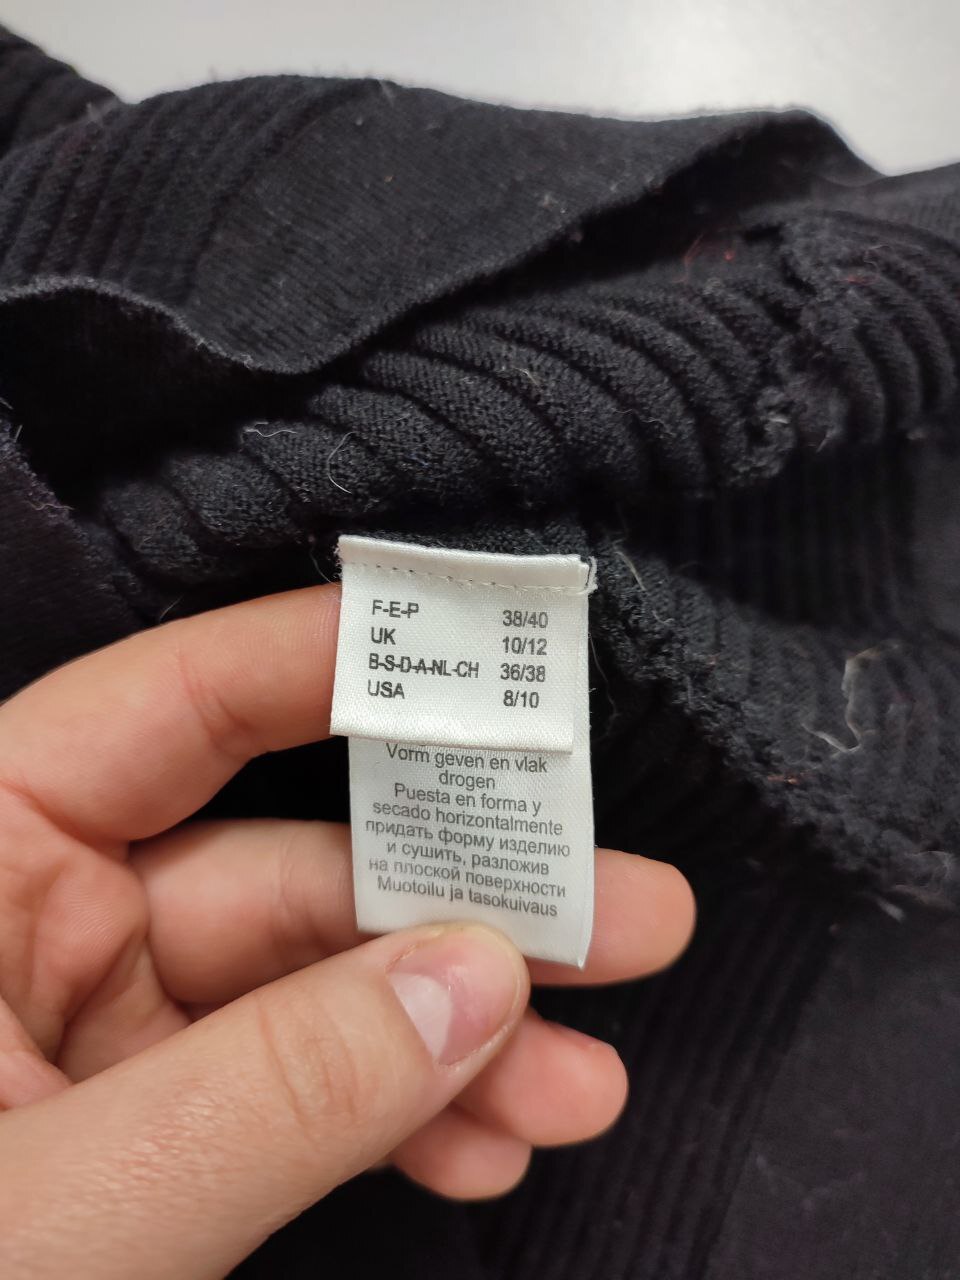 F-E-P 38/40
UK 10/12
B-S-D-A-NL-CH 36/38
USA 8/10
Vorm geven en vlak
drogen
Puesta en forma y
secado horizontalmente
придать форму изделию
и сушить, разложив
на плоской поверхности
Muotoilu ja tasokuivaus